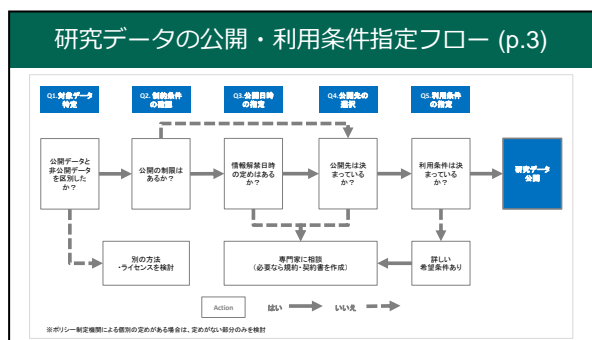 研究データの公開・利用条件指定フロー (p.3)
Q1.対象データ
特定
Q2. 制約条件
の確認
Q3.公開日時
の指定
Q4.公開先の
選択
Q5.利用条件
の指定
公開データと
非公開データ
を区別した
か？
公開の制限は
あるか？
情報解禁日時
の定めはある
か？
公開先は決
まっている
か？
利用条件は決
まっているか？
研究データ
公開
別の方法
・ライセンスを検討
専門家に相談
（必要なら規約・契約書を作成）
詳しい
希望条件あり
Action
はい
いいえ
※ポリシー制定機関による個別の定めがある場合は、定めがない部分のみを検討